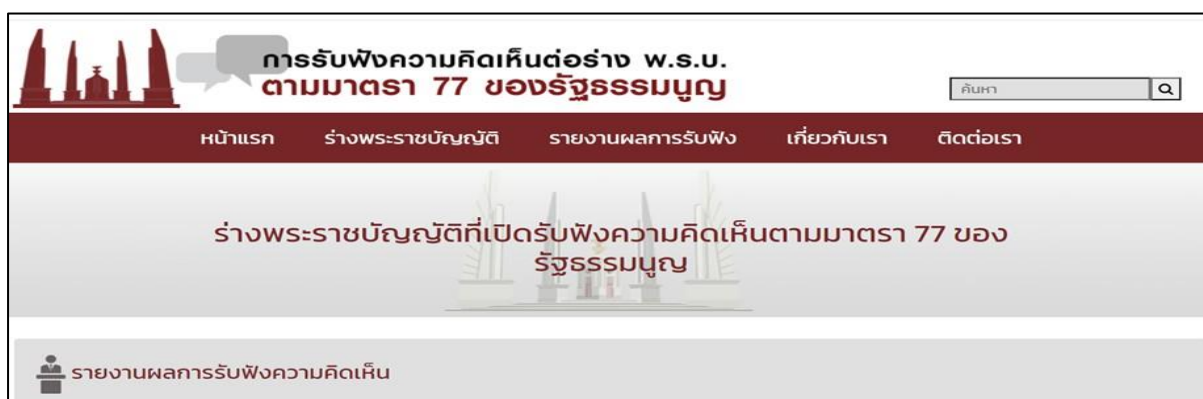 การรับฟังความคิดเห็นต่อร่าง พ.ร.บ.
ตามมาตรา 77 ของรัฐธรรมนูญ
ค้นหา
หน้าแรก ร่างพระราชบัญญัติ รายงานผลการรับฟัง เกี่ยวกับเรา ติดต่อเรา
ร่างพระราชบัญญัติที่เปิดรับฟังความคิดเห็นตามมาตรา 77 ของ
รัฐธรรมนูญ
รายงานผลการรับฟังความคิดเห็น